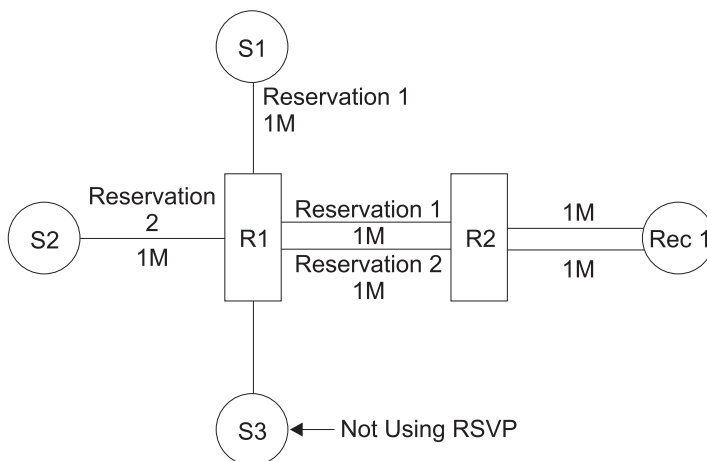 S1
Reservation 1
1M
Reservation
2
1M
S2
R1
Reservation 1
1M
Reservation 2
1M
R2
1M
1M
Rec 1
S3
Not Using RSVP